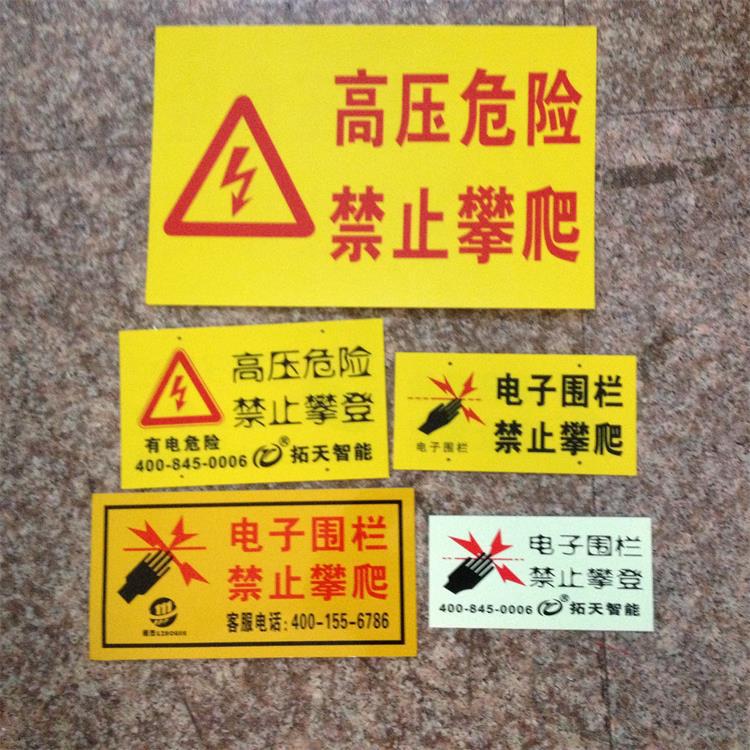 高压危险
禁止攀爬
高压危险
禁止攀登
有电危险
400-845-0006 ® 拓天智能
电子围栏
禁止攀爬
电子围栏
电子围栏
禁止攀爬
客服电话:400-155-6786
电子围栏
禁止攀登
400-845-0006 ® 拓天智能